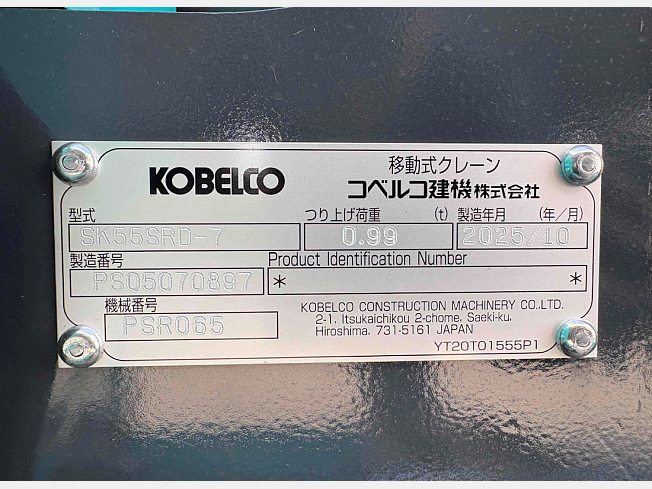 KOBELCO
移動式クレーン
コベルコ建機株式会社
型式 つり上げ荷重 (t) 製造年月 (年/月)
SK55SRD-7 0.99 2025/10
製造番号 Product Identification Number
PS05070897 * *
機械番号
PSR065
KOBELCO CONSTRUCTION MACHINERY CO.,LTD.
2-1, Itsukaichikou 2-chome, Saeki-ku,
Hiroshima, 731-5161 JAPAN
YT20T01555P1